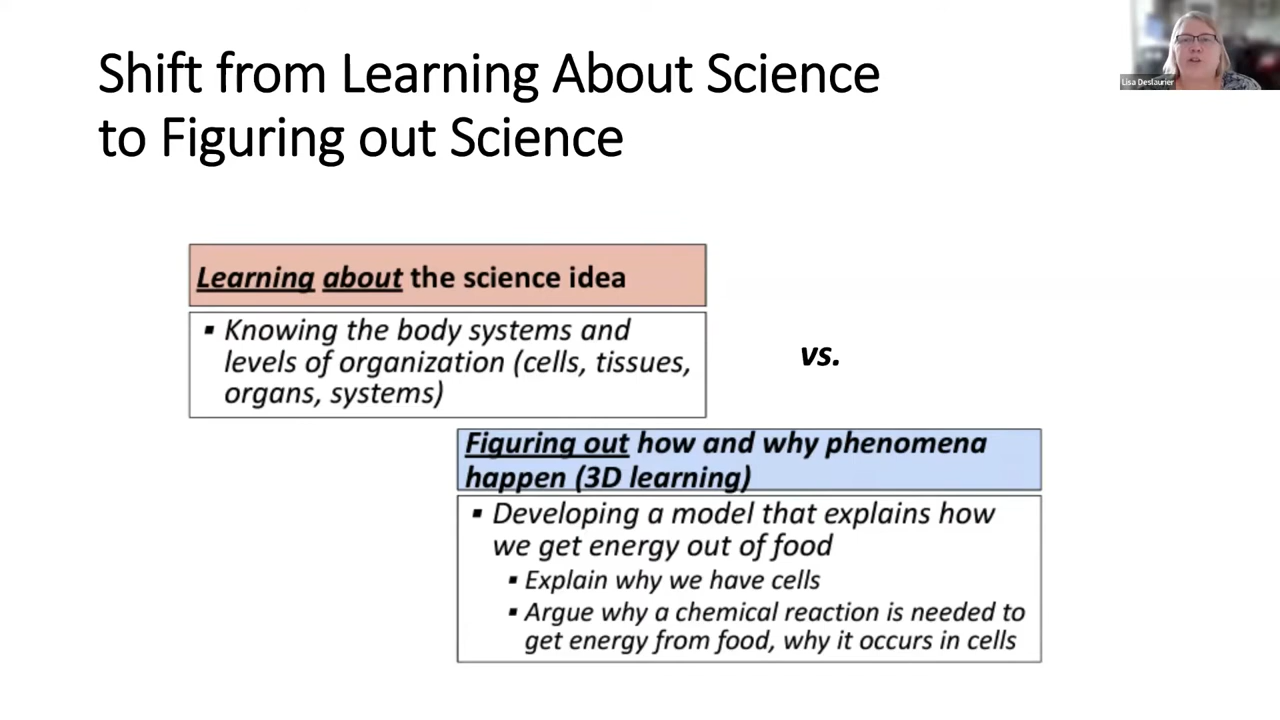 Shift from Learning About Science
to Figuring out Science
Lisa Deslaurier
Learning about the science idea
▪ Knowing the body systems and
levels of organization (cells, tissues,
organs, systems)
vs.
Figuring out how and why phenomena
happen (3D learning)
▪ Developing a model that explains how
we get energy out of food
▪ Explain why we have cells
▪ Argue why a chemical reaction is needed to
get energy from food, why it occurs in cells